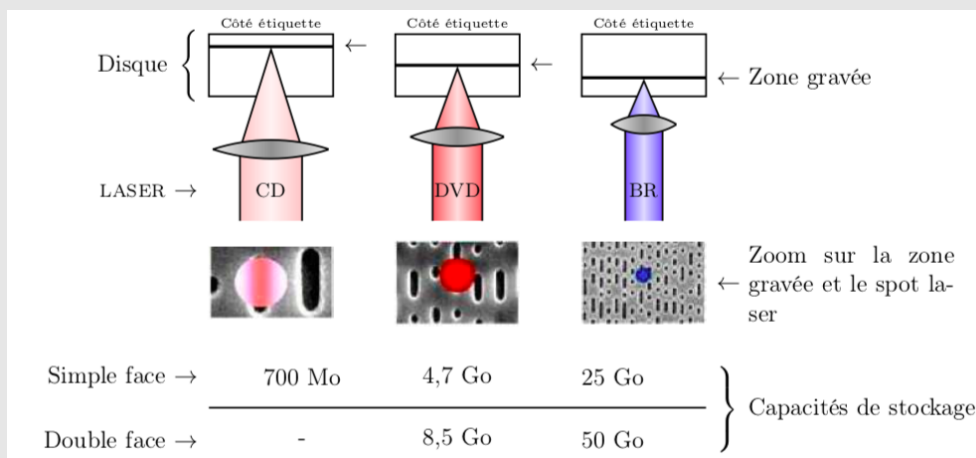 Côté étiquette Côté étiquette Côté étiquette
Disque
←
←
← Zone gravée
LASER → CD DVD BR
Zoom sur la zone
← gravée et le spot la-
ser
Simple face → 700 Mo 4,7 Go 25 Go
Capacités de stockage
Double face → - 8,5 Go 50 Go